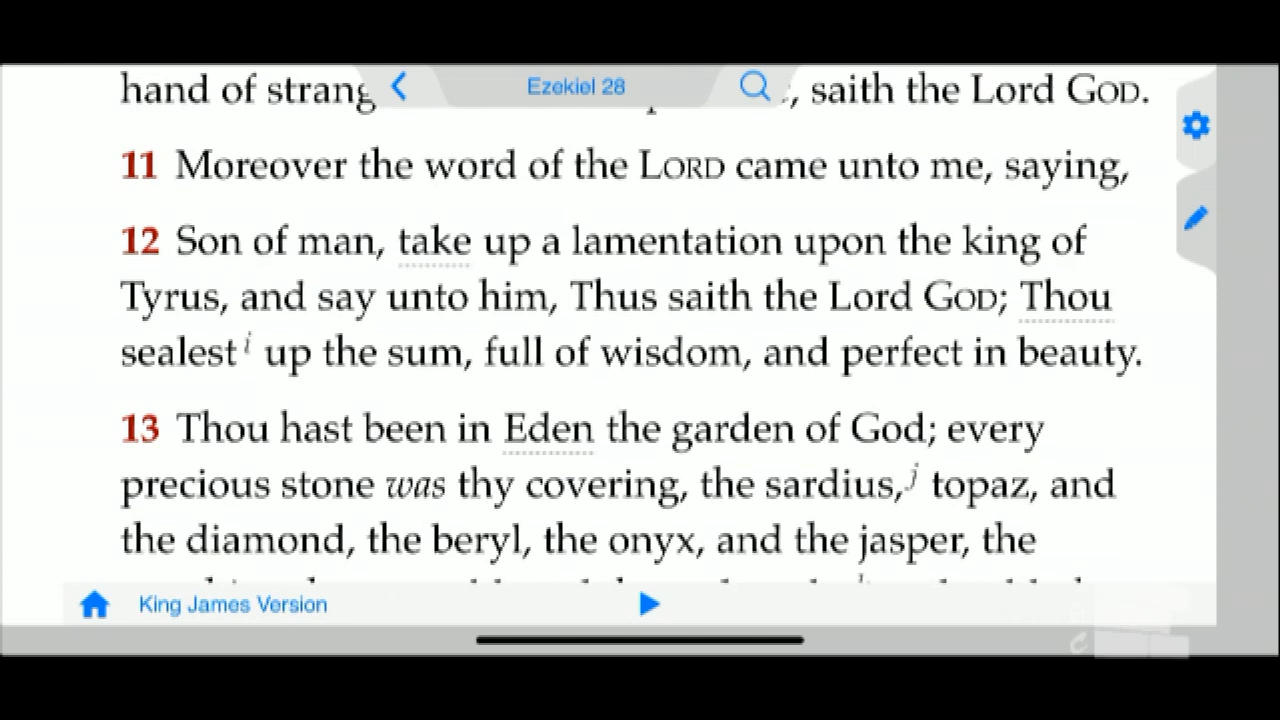 Ezekiel 28
hand of strang , saith the Lord GOD.
11 Moreover the word of the LORD came unto me, saying,
12 Son of man, take up a lamentation upon the king of
Tyrus, and say unto him, Thus saith the Lord GOD; Thou
sealest i up the sum, full of wisdom, and perfect in beauty.
13 Thou hast been in Eden the garden of God; every
precious stone was thy covering, the sardius, j topaz, and
the diamond, the beryl, the onyx, and the jasper, the
King James Version